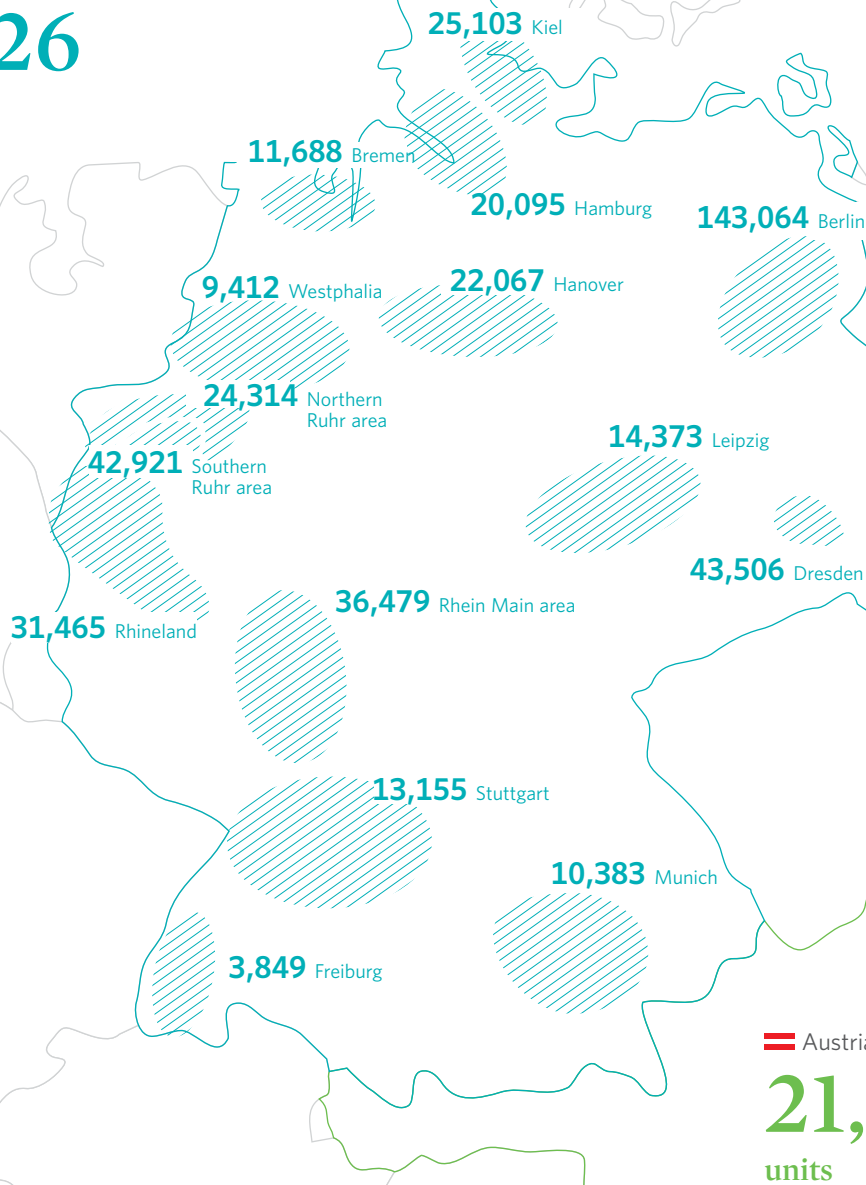 26
25,103 Kiel
11,688 Bremen
20,095 Hamburg
143,064 Berlin
9,412 Westphalia
22,067 Hanover
24,314 Northern
Ruhr area
14,373 Leipzig
42,921 Southern
Ruhr area
43,506 Dresden
36,479 Rhein Main area
31,465 Rhineland
13,155 Stuttgart
10,383 Munich
3,849 Freiburg
Austria
21,
units